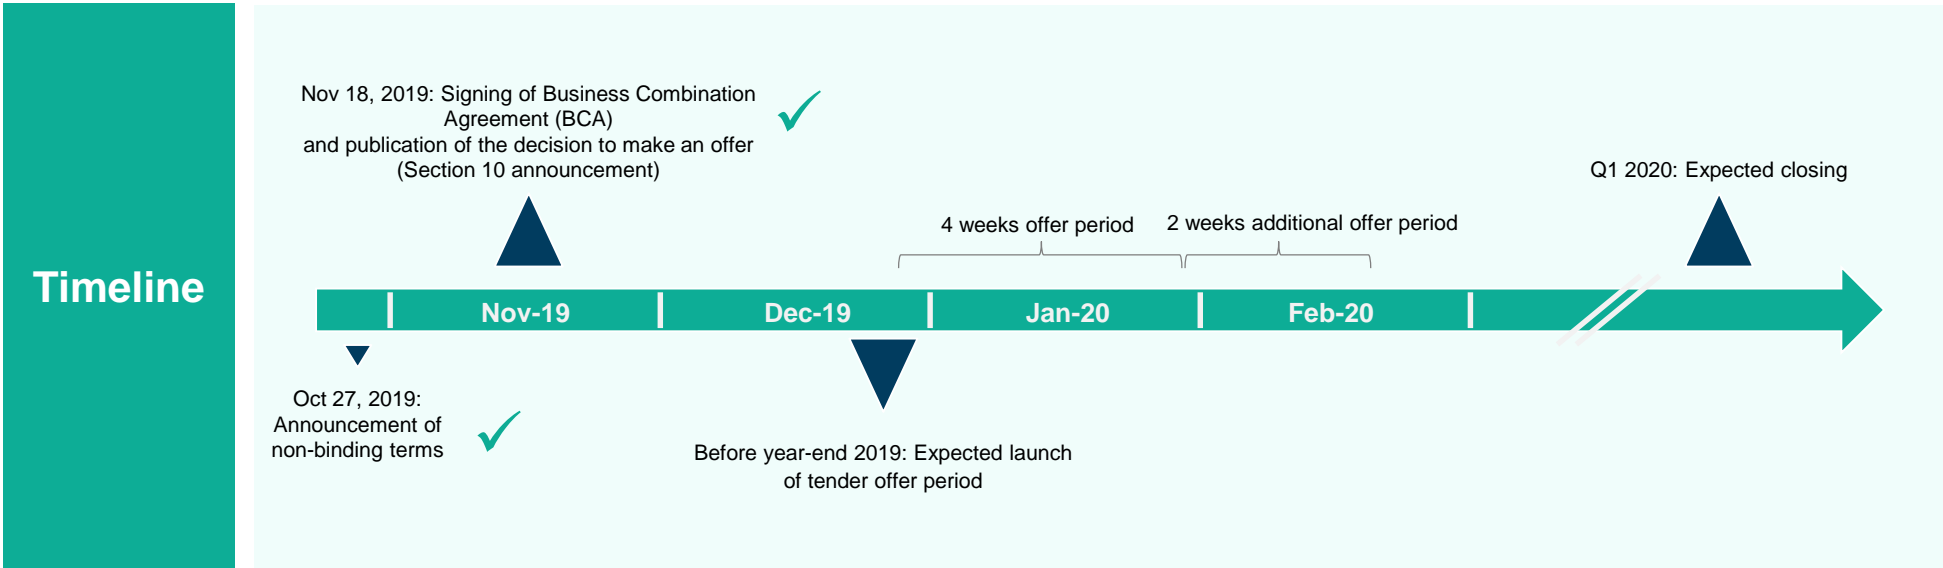 Timeline
Nov 18, 2019: Signing of Business Combination
Agreement (BCA)
and publication of the decision to make an offer
(Section 10 announcement)
Q1 2020: Expected closing
4 weeks offer period
2 weeks additional offer period
Nov-19
Dec-19
Jan-20
Feb-20
Oct 27, 2019:
Announcement of
non-binding terms
Before year-end 2019: Expected launch
of tender offer period